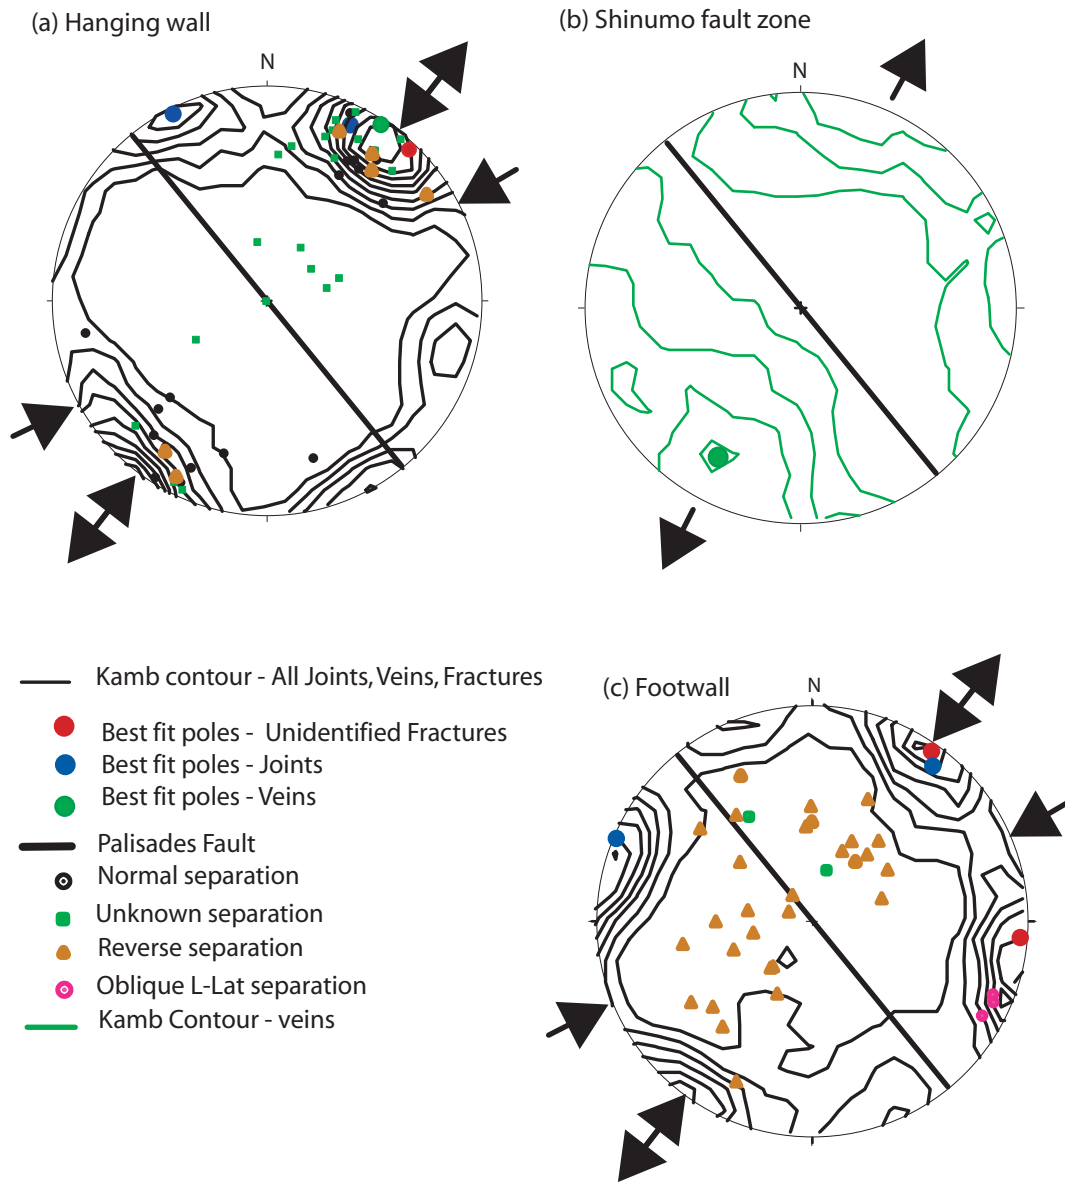 (a) Hanging wall
(b) Shinumo fault zone
N
N
Kamb contour - All Joints, Veins, Fractures
Best fit poles - Unidentified Fractures
Best fit poles - Joints
Best fit poles - Veins
Palisades Fault
Normal separation
Unknown separation
Reverse separation
Oblique L-Lat separation
Kamb Contour - veins
(c) Footwall
N